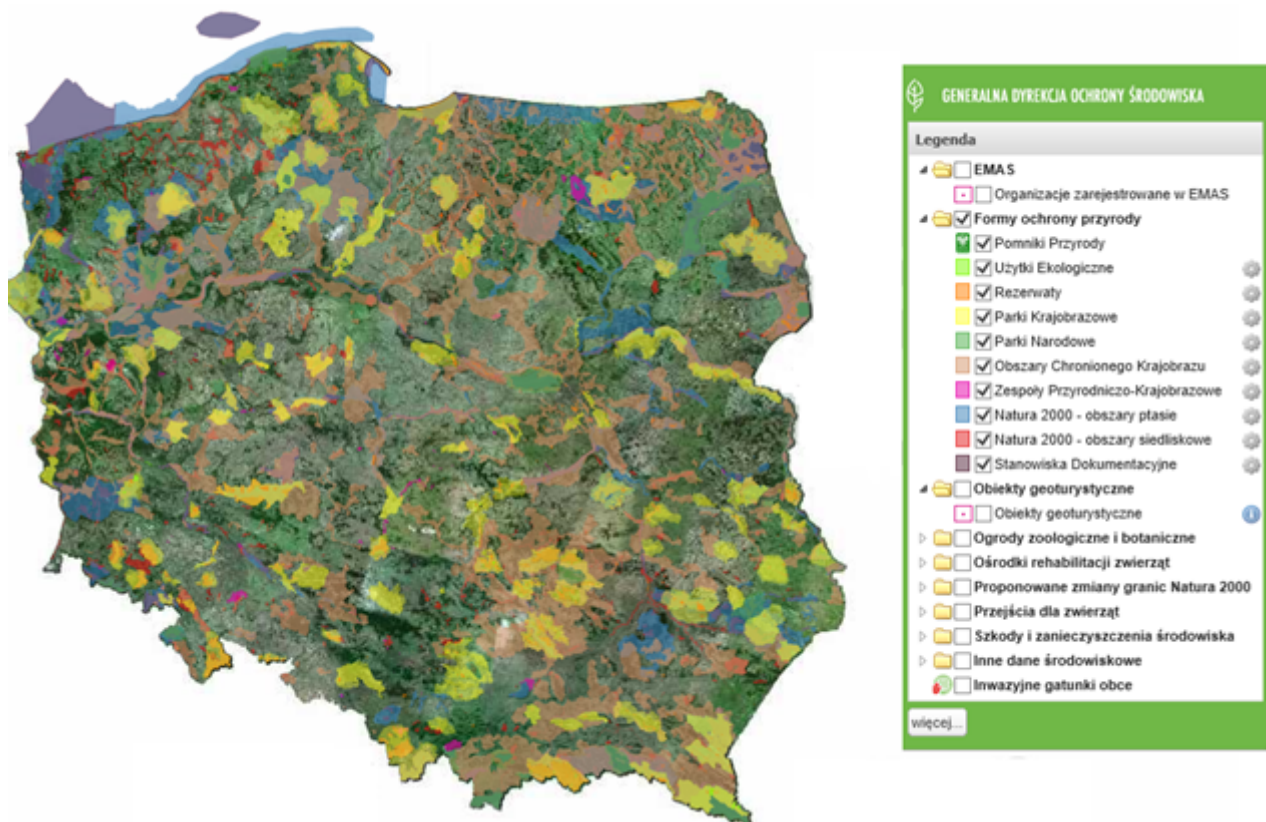 GENERALNA DYREKCJA OCHRONY ŚRODOWISKA
Legenda
EMAS
Organizacje zarejestrowane w EMAS
Formy ochrony przyrody
Pomniki Przyrody
Użytki Ekologiczne
Rezerwaty
Parki Krajobrazowe
Parki Narodowe
Obszary Chronionego Krajobrazu
Zespoły Przyrodniczo-Krajobrazowe
Natura 2000 - obszary ptasie
Natura 2000 - obszary siedliskowe
Stanowiska Dokumentacyjne
Obiekty geoturystyczne
Obiekty geoturystyczne
Ogrody zoologiczne i botaniczne
Ośrodki rehabilitacji zwierząt
Proponowane zmiany granic Natura 2000
Przejścia dla zwierząt
Szkody i zanieczyszczenia środowiska
Inne dane środowiskowe
Inwazyjne gatunki obce
więcej...